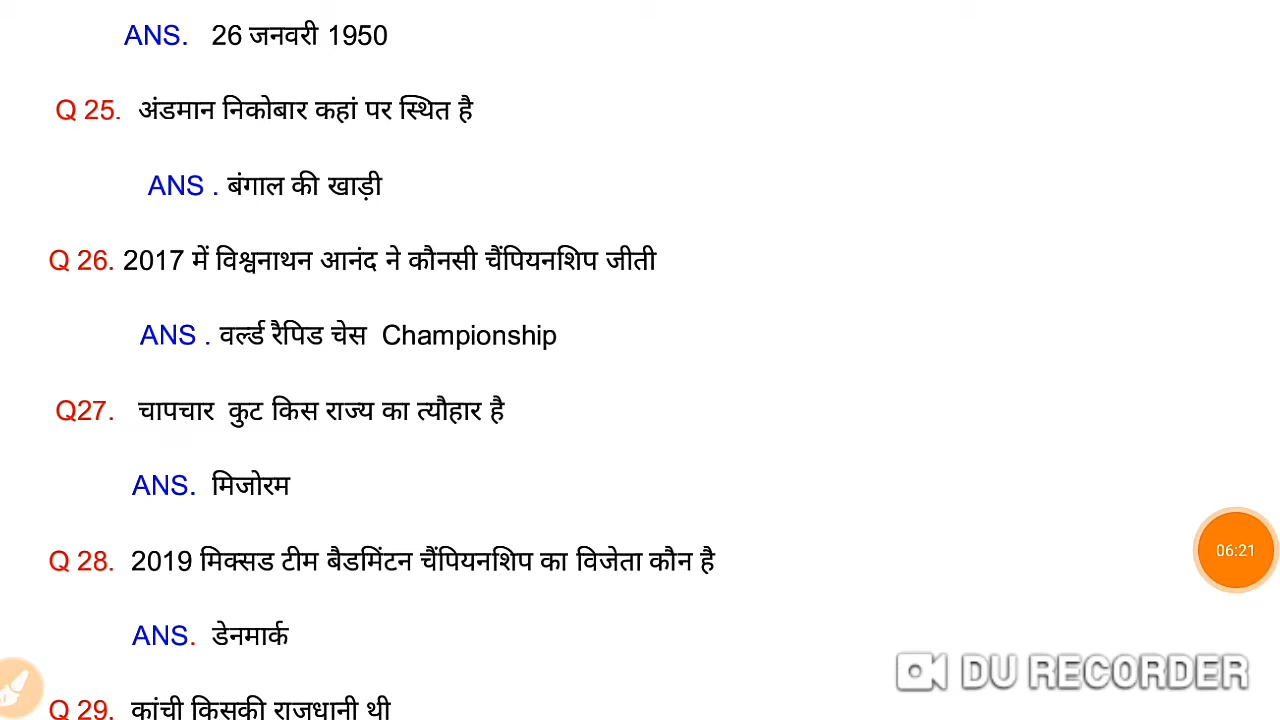 ANS. 26 जनवरी 1950
Q 25. अंडमान निकोबार कहां पर स्थित है
ANS . बंगाल की खाड़ी
Q 26. 2017 में विश्वनाथन आनंद ने कौनसी चैंपियनशिप जीती
ANS . वर्ल्ड रैपिड चेस Championship
Q27. चापचार कुट किस राज्य का त्यौहार है
ANS. मिजोरम
Q 28. 2019 मिक्सड टीम बैडमिंटन चैंपियनशिप का विजेता कौन है
06:21
ANS. डेनमार्क
DU RECORDER
Q 29. कांची किसकी राजधानी थी